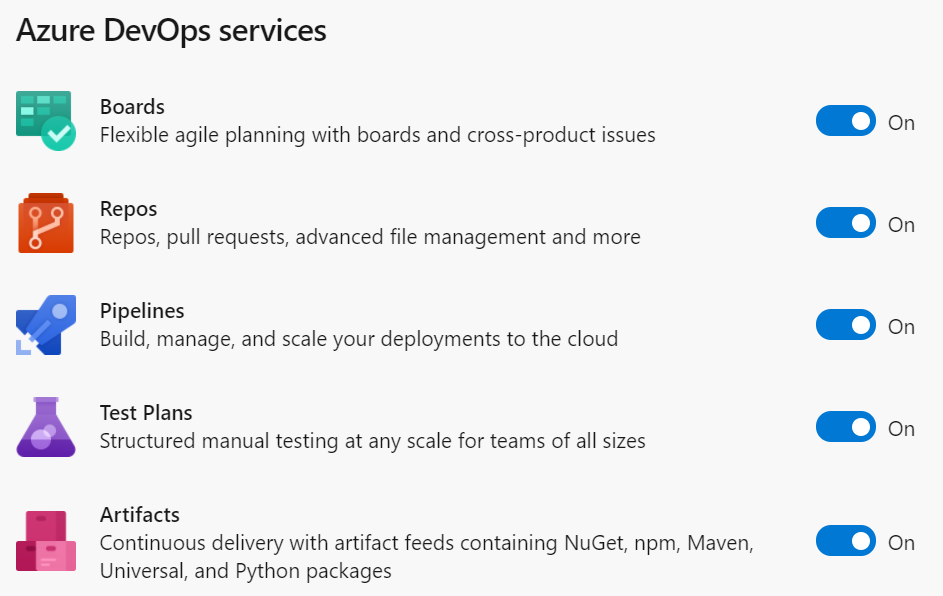 Azure DevOps services
Boards
Flexible agile planning with boards and cross-product issues
On
Repos
Repos, pull requests, advanced file management and more
On
Pipelines
Build, manage, and scale your deployments to the cloud
On
Test Plans
Structured manual testing at any scale for teams of all sizes
On
Artifacts
Continuous delivery with artifact feeds containing NuGet, npm, Maven,
Universal, and Python packages
On